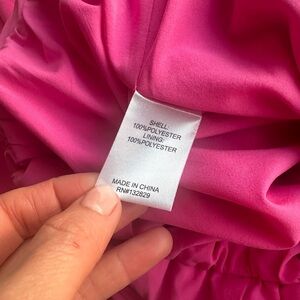 SHELL:
100%POLYESTER
LINING:
100%POLYESTER
MADE IN CHINA
RN#132829